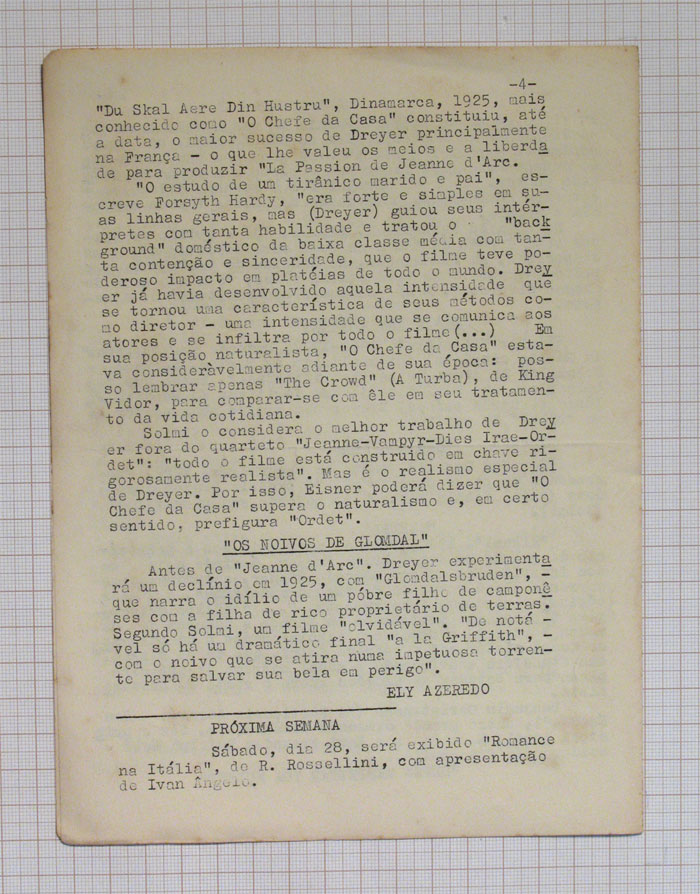 -4-
"Du Skal Aere Din Hustru", Dinamarca, 1925, mais
conhecido como "O Chefe da Casa" constituiu, até
a data, o maior sucesso de Dreyer principalmente
na França - o que lhe valeu os meios e a liberda
de para produzir "La Passion de Jeanne d'Arc.
"O estudo de um tirânico marido e pai", es-
creve Forsyth Hardy, "era forte e simples em su-
as linhas gerais, mas (Dreyer) guiou seus intér-
pretes com tanta habilidade e tratou o "back
ground" doméstico da baixa classe média com tan-
ta contenção e sinceridade, que o filme teve po-
deroso impacto em platéias de todo o mundo. Drey
er já havia desenvolvido aquela intensidade que
se tornou uma característica de seus métodos co-
mo diretor - uma intensidade que se comunica aos
atores e se infiltra por todo o filme(...) Em
sua posição naturalista, "O Chefe da Casa" esta-
va consideràvelmente adiante de sua época: pos-
so lembrar apenas "The Crowd" (A Turba), de King
Vidor, para comparar-se com êle em seu tratamen-
to da vida cotidiana.
Solmi o considera o melhor trabalho de Drey
er fora do quarteto "Jeanne-Vampyr-Dies Irae-Or-
det": "todo o filme está construido em chave ri-
gorosamente realista". Mas é o realismo especial
de Dreyer. Por isso, Eisner poderá dizer que "O
Chefe da Casa" supera o naturalismo e, em certo
sentido, prefigura "Ordet".
"OS NOIVOS DE GLOMDAL"
Antes de "Jeanne d'Arc". Dreyer experimenta
rá um declínio em 1925, com "Glomdalsbruden", -
que narra o idílio de um póbre filho de camponê
ses com a filha de rico proprietário de terras.
Segundo Solmi, um filme "olvidável". "De notá -
vel só há um dramático final "a la Griffith", -
com o noivo que se atira numa impetuosa torren-
te para salvar sua bela em perigo".
ELY AZEREDO
PRÓXIMA SEMANA
Sábado, dia 28, será exibido "Romance
na Itália", de R. Rossellini, com apresentação
de Ivan Ângelo.